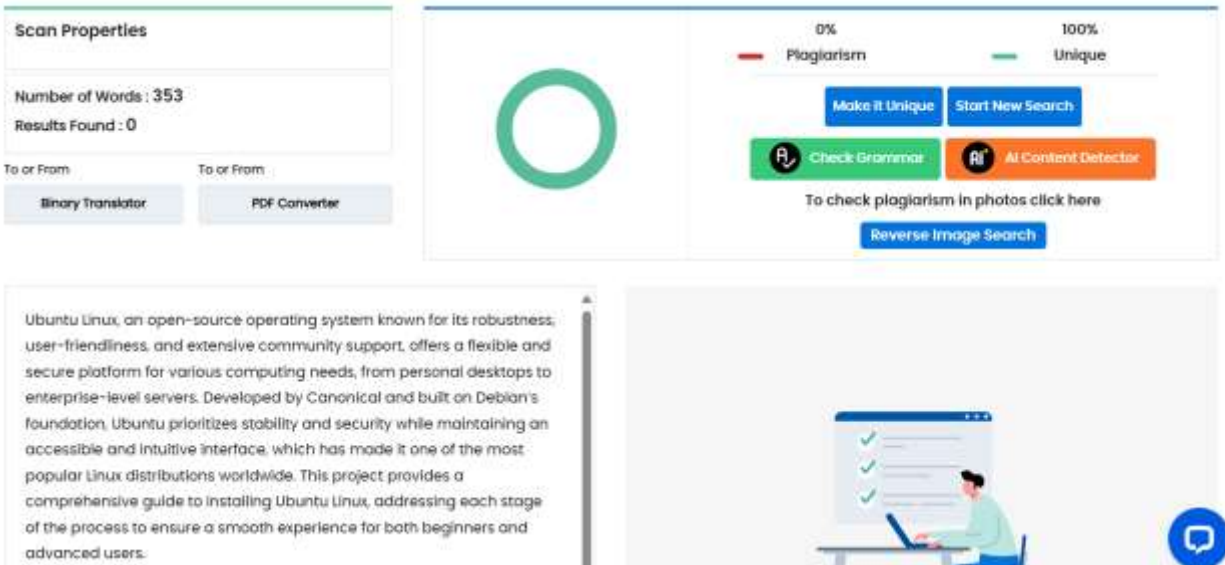 Scan Properties
Number of Words : 353
Results Found : 0
To or From
To or From
Binary Translator
PDF Converter
0%
100%
Plagiarism
Unique
Make it Unique
Start New Search
Check Grammar
AI Content Detector
To check plagiarism in photos click here
Reverse Image Search
Ubuntu Linux, an open-source operating system known for its robustness,
user-friendliness, and extensive community support, offers a flexible and
secure platform for various computing needs, from personal desktops to
enterprise-level servers. Developed by Canonical and built on Debian's
foundation, Ubuntu prioritizes stability and security while maintaining an
accessible and intuitive interface, which has made it one of the most
popular Linux distributions worldwide. This project provides a
comprehensive guide to installing Ubuntu Linux, addressing each stage
of the process to ensure a smooth experience for both beginners and
advanced users.